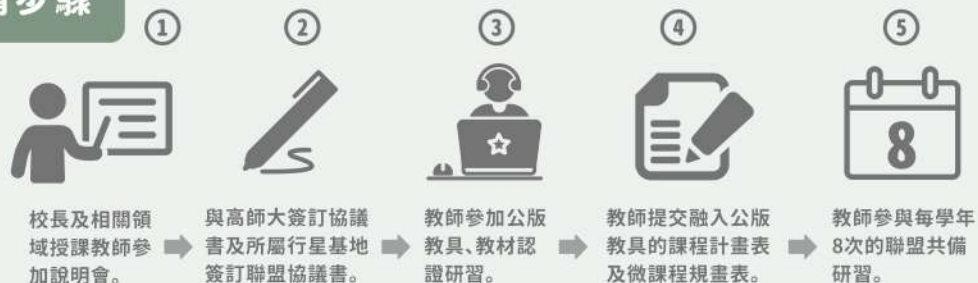 步驟
①
②
③
④
⑤
8
校長及相關領
域授課教師參
加說明會。
與高師大簽訂協議
書及所屬行星基地
簽訂聯盟協議書。
教師參加公版
教具、教材認
證研習。
教師提交融入公版
教具的課程計畫表
及微課程規畫表。
教師參與每學年
8次的聯盟共備
研習。